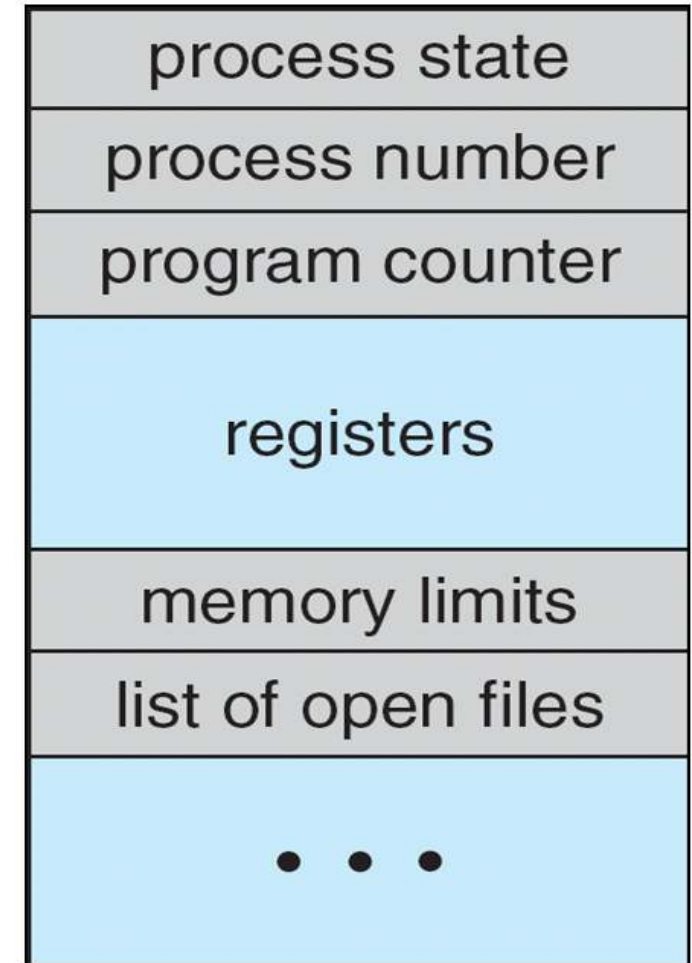 process state
process number
program counter
registers
memory limits
list of open files
• • •